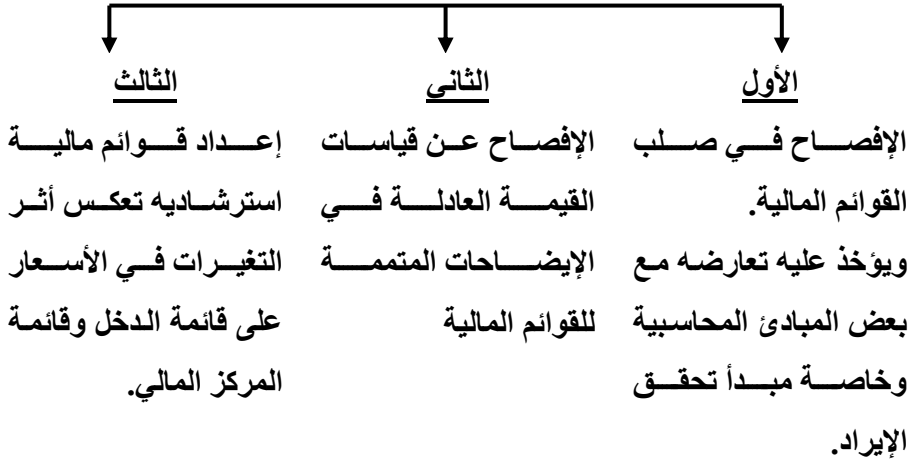 الأول
الإفصاح في صلب
القوائم المالية.
ويؤخذ عليه تعارضه مع
بعض المبادئ المحاسبية
وخاصة مبدأ تحقق
الإيراد.
الثاني
الإفصاح عن قياسات
القيمة العادلة في
الإيضاحات المتممة
للقوائم المالية
الثالث
إعداد قوائم مالية
استرشاديه تعكس أثر
التغيرات في الأسعار
على قائمة الدخل وقائمة
المركز المالي.